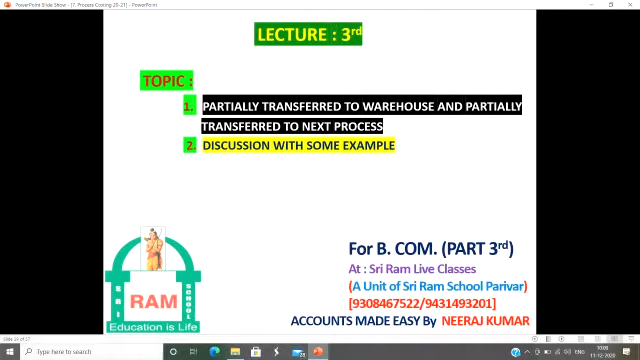 PowerPoint Slide Show - [7. Process Costing 20-21] - PowerPoint
LECTURE : 3rd
TOPIC :
1. PARTIALLY TRANSFERRED TO WAREHOUSE AND PARTIALLY
TRANSFERRED TO NEXT PROCESS
2. DISCUSSION WITH SOME EXAMPLE
SRI
RAM
SCHOOL
Education is Life
For B. COM. (PART 3rd)
At : Sri Ram Live Classes
(A Unit of Sri Ram School Parivar)
[9308467522/9431493201]
ACCOUNTS MADE EASY By NEERAJ KUMAR
Type here to search